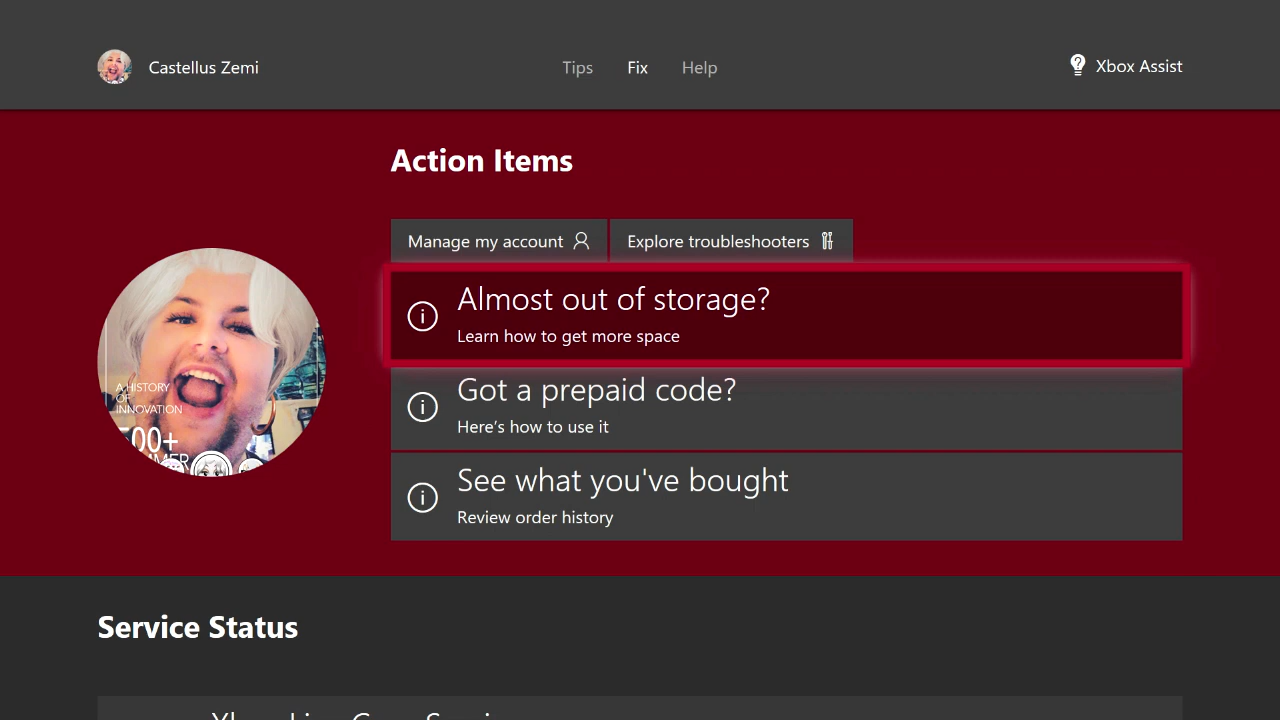 Castellus Zemi
Tips
Fix
Help
Xbox Assist
Action Items
Manage my account
Explore troubleshooters
Almost out of storage?
Learn how to get more space
Got a prepaid code?
Here's how to use it
See what you've bought
Review order history
A HISTORY
OF
INNOVATION
Service Status